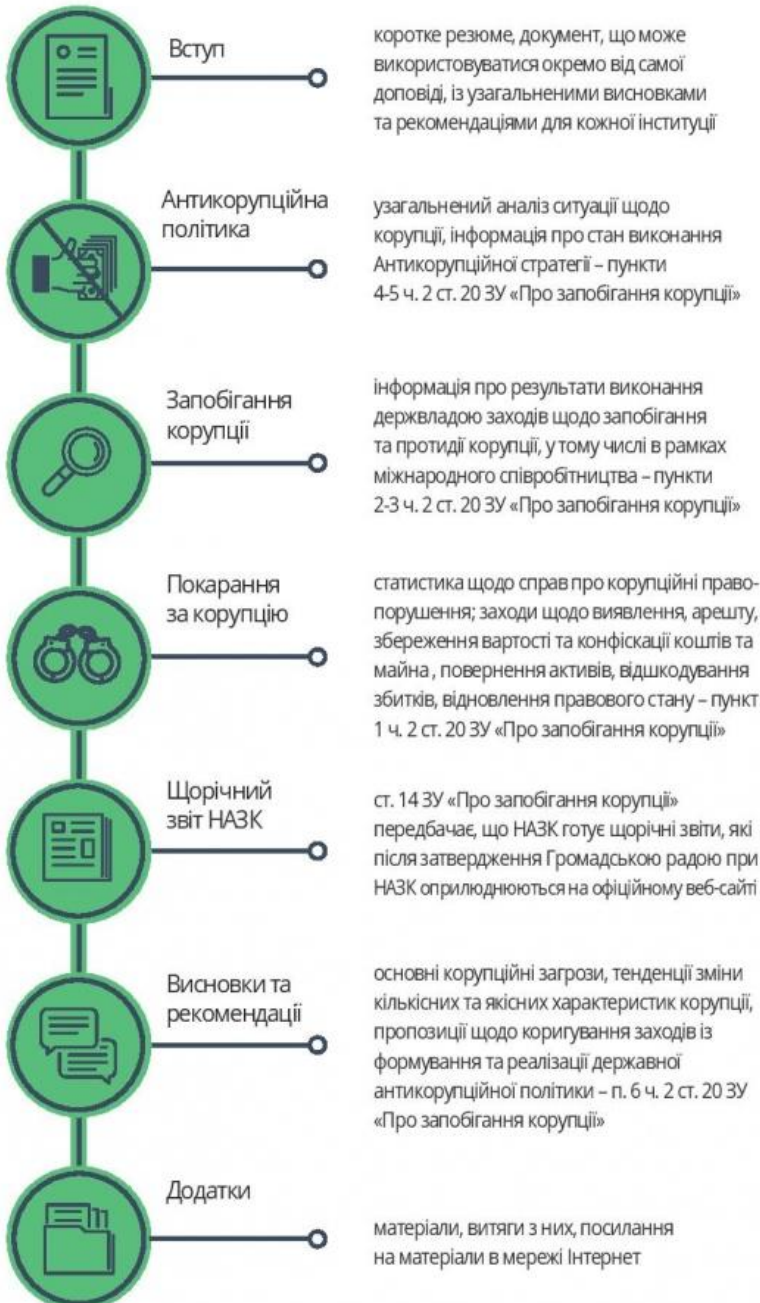 Вступ
коротке резюме, документ, що може
використовуватися окремо від самої
доповіді, із узагальненими висновками
та рекомендаціями для кожної інституції
Антикорупційна
політика
узагальнений аналіз ситуації щодо
корупції, інформація про стан виконання
Антикорупційної стратегії – пункти
4-5 ч. 2 ст. 20 ЗУ «Про запобігання корупції»
Запобігання
корупції
інформація про результати виконання
держвладою заходів щодо запобігання
та протидії корупції, у тому числі в рамках
міжнародного співробітництва – пункти
2-3 ч. 2 ст. 20 ЗУ «Про запобігання корупції»
Покарання
за корупцію
статистика щодо справ про корупційні право-
порушення; заходи щодо виявлення, арешту,
збереження вартості та конфіскації коштів та
майна , повернення активів, відшкодування
збитків, відновлення правового стану – пункт
1 ч. 2 ст. 20 ЗУ «Про запобігання корупції»
Щорічний
звіт НАЗК
ст. 14 ЗУ «Про запобігання корупції»
передбачає, що НАЗК готує щорічні звіти, які
після затвердження Громадською радою при
НАЗК оприлюднюються на офіційному веб-сайті
Висновки та
рекомендації
основні корупційні загрози, тенденції зміни
кількісних та якісних характеристик корупції,
пропозиції щодо коригування заходів із
формування та реалізації державної
антикорупційної політики – п. 6 ч. 2 ст. 20 ЗУ
«Про запобігання корупції»
Додатки
матеріали, витяги з них, посилання
на матеріали в мережі Інтернет